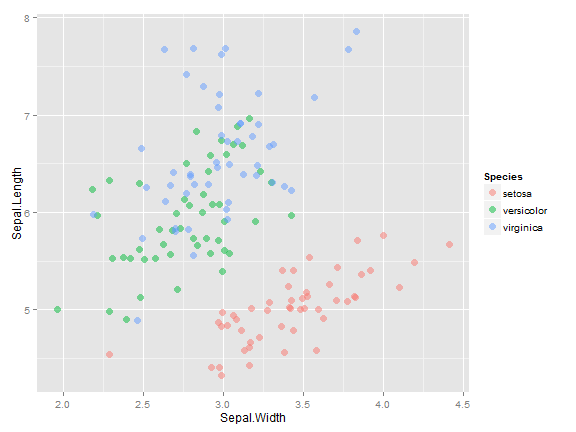 8
7
6
5
Sepal.Length
2.0 2.5 3.0 3.5 4.0 4.5
Sepal.Width
Species
setosa
versicolor
virginica